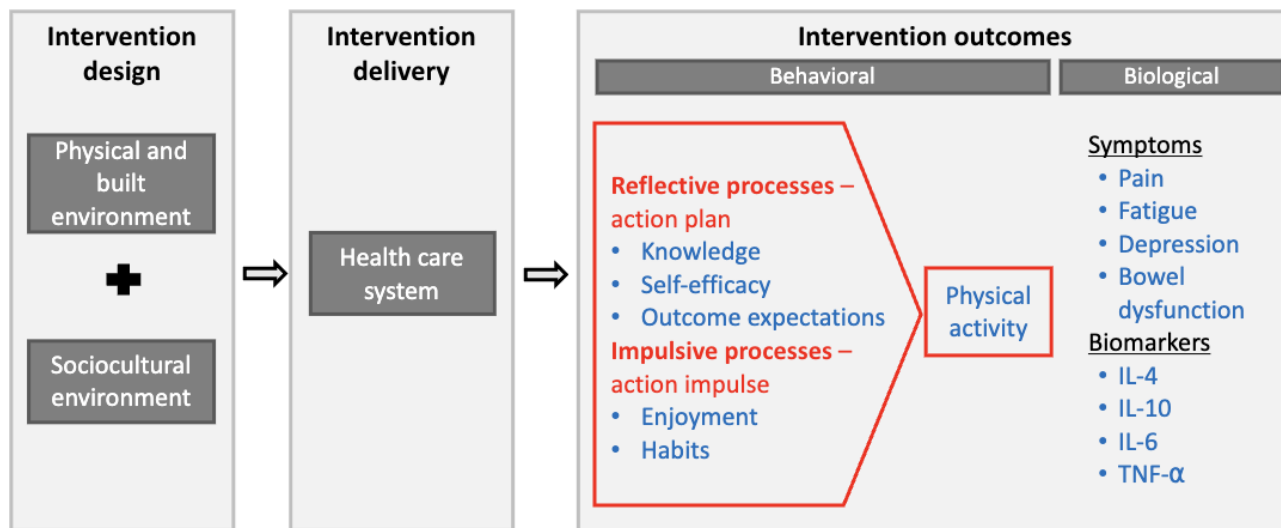 Intervention
design
Physical and
built
environment
Sociocultural
environment
Intervention
delivery
Health care
system
Intervention outcomes
Behavioral
Reflective processes –
action plan
• Knowledge
• Self-efficacy
• Outcome expectations
Impulsive processes –
action impulse
• Enjoyment
• Habits
Physical
activity
Biological
Symptoms
• Pain
• Fatigue
• Depression
• Bowel
dysfunction
Biomarkers
• IL-4
• IL-10
• IL-6
• TNF-α